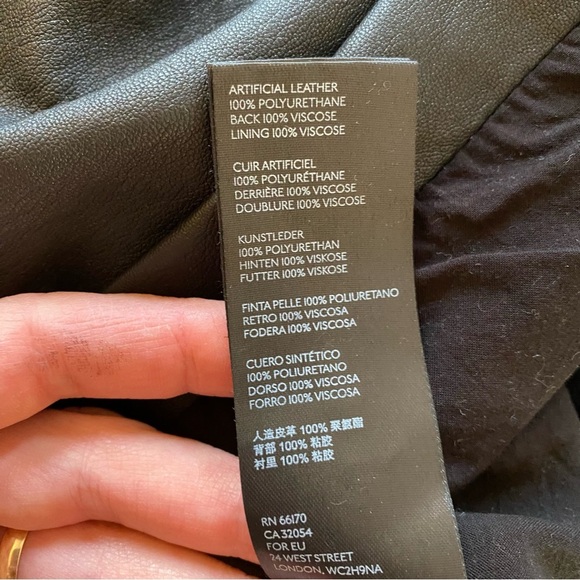 ARTIFICIAL LEATHER
100% POLYURETHANE
BACK 100% VISCOSE
LINING 100% VISCOSE
CUIR ARTIFICIEL
100% POLYURÉTHANE
DERRIÈRE 100% VISCOSE
DOUBLURE 100% VISCOSE
KUNSTLEDER
100% POLYURETHAN
HINTEN 100% VISKOSE
FUTTER 100% VISKOSE
FINTA PELLE 100% POLIURETANO
RETRO 100% VISCOSA
FODERA 100% VISCOSA
CUERO SINTÉTICO
100% POLIURETANO
DORSO 100% VISCOSA
FORRO 100% VISCOSA
人造皮革 100% 聚氨酯
背部 100% 粘胶
衬里 100% 粘胶
RN 66170
CA 32054
FOR EU
24 WEST STREET
LONDON, WC2H9NA